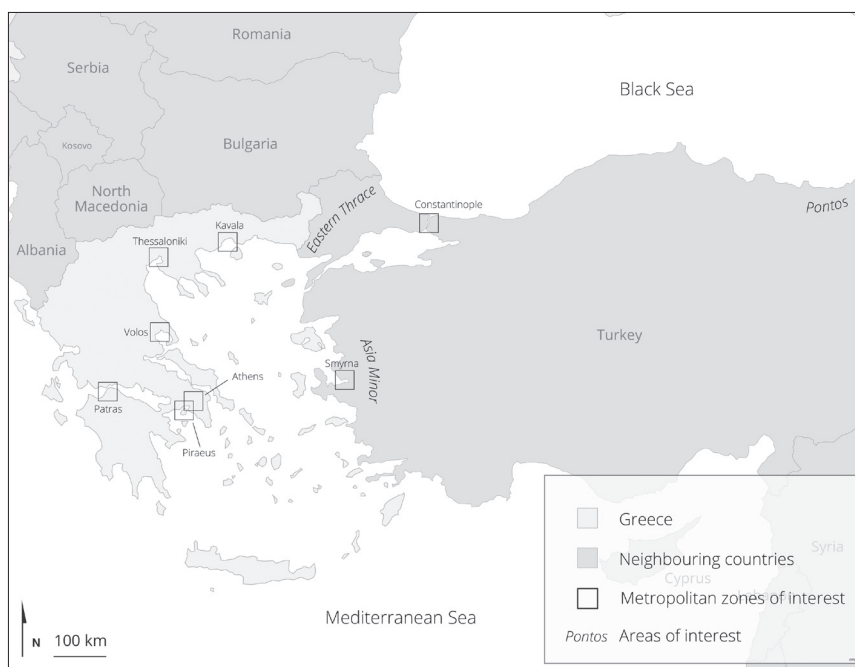 Romania
Serbia
Black Sea
Kosovo
Bulgaria
North
Macedonia
Albania
Eastern Thrace
Constantinople
Pontos
Kavala
Thessaloniki
Volos
Turkey
Asia Minor
Smyrna
Athens
Patras
Piraeus
Greece
Neighbouring countries
Syria
Cyprus
Metropolitan zones of interest
Pontos Areas of interest
Mediterranean Sea
N 100 km